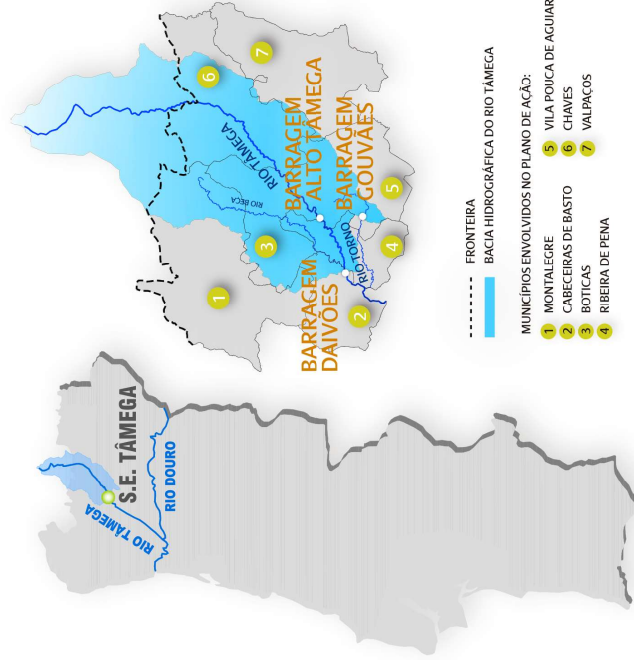 RIO TÂMEGA
S.E. TÂMEGA
RIO DOURO
1
2
3
4
5
6
7
RIO TÂMEGA
RIO BEÇA
RIO TORNO
BARRAGEM
ALTO TÂMEGA
BARRAGEM
GOUVÃES
BARRAGEM
DAIVÕES
FRONTEIRA
BACIA HIDROGRÁFICA DO RIO TÂMEGA
MUNICÍPIOS ENVOLVIDOS NO PLANO DE AÇÃO:
1 MONTALEGRE
2 CABECEIRAS DE BASTO
3 BOTICAS
4 RIBEIRA DE PENA
5 VILA POUCA DE AGUIAR
6 CHAVES
7 VALPAÇOS